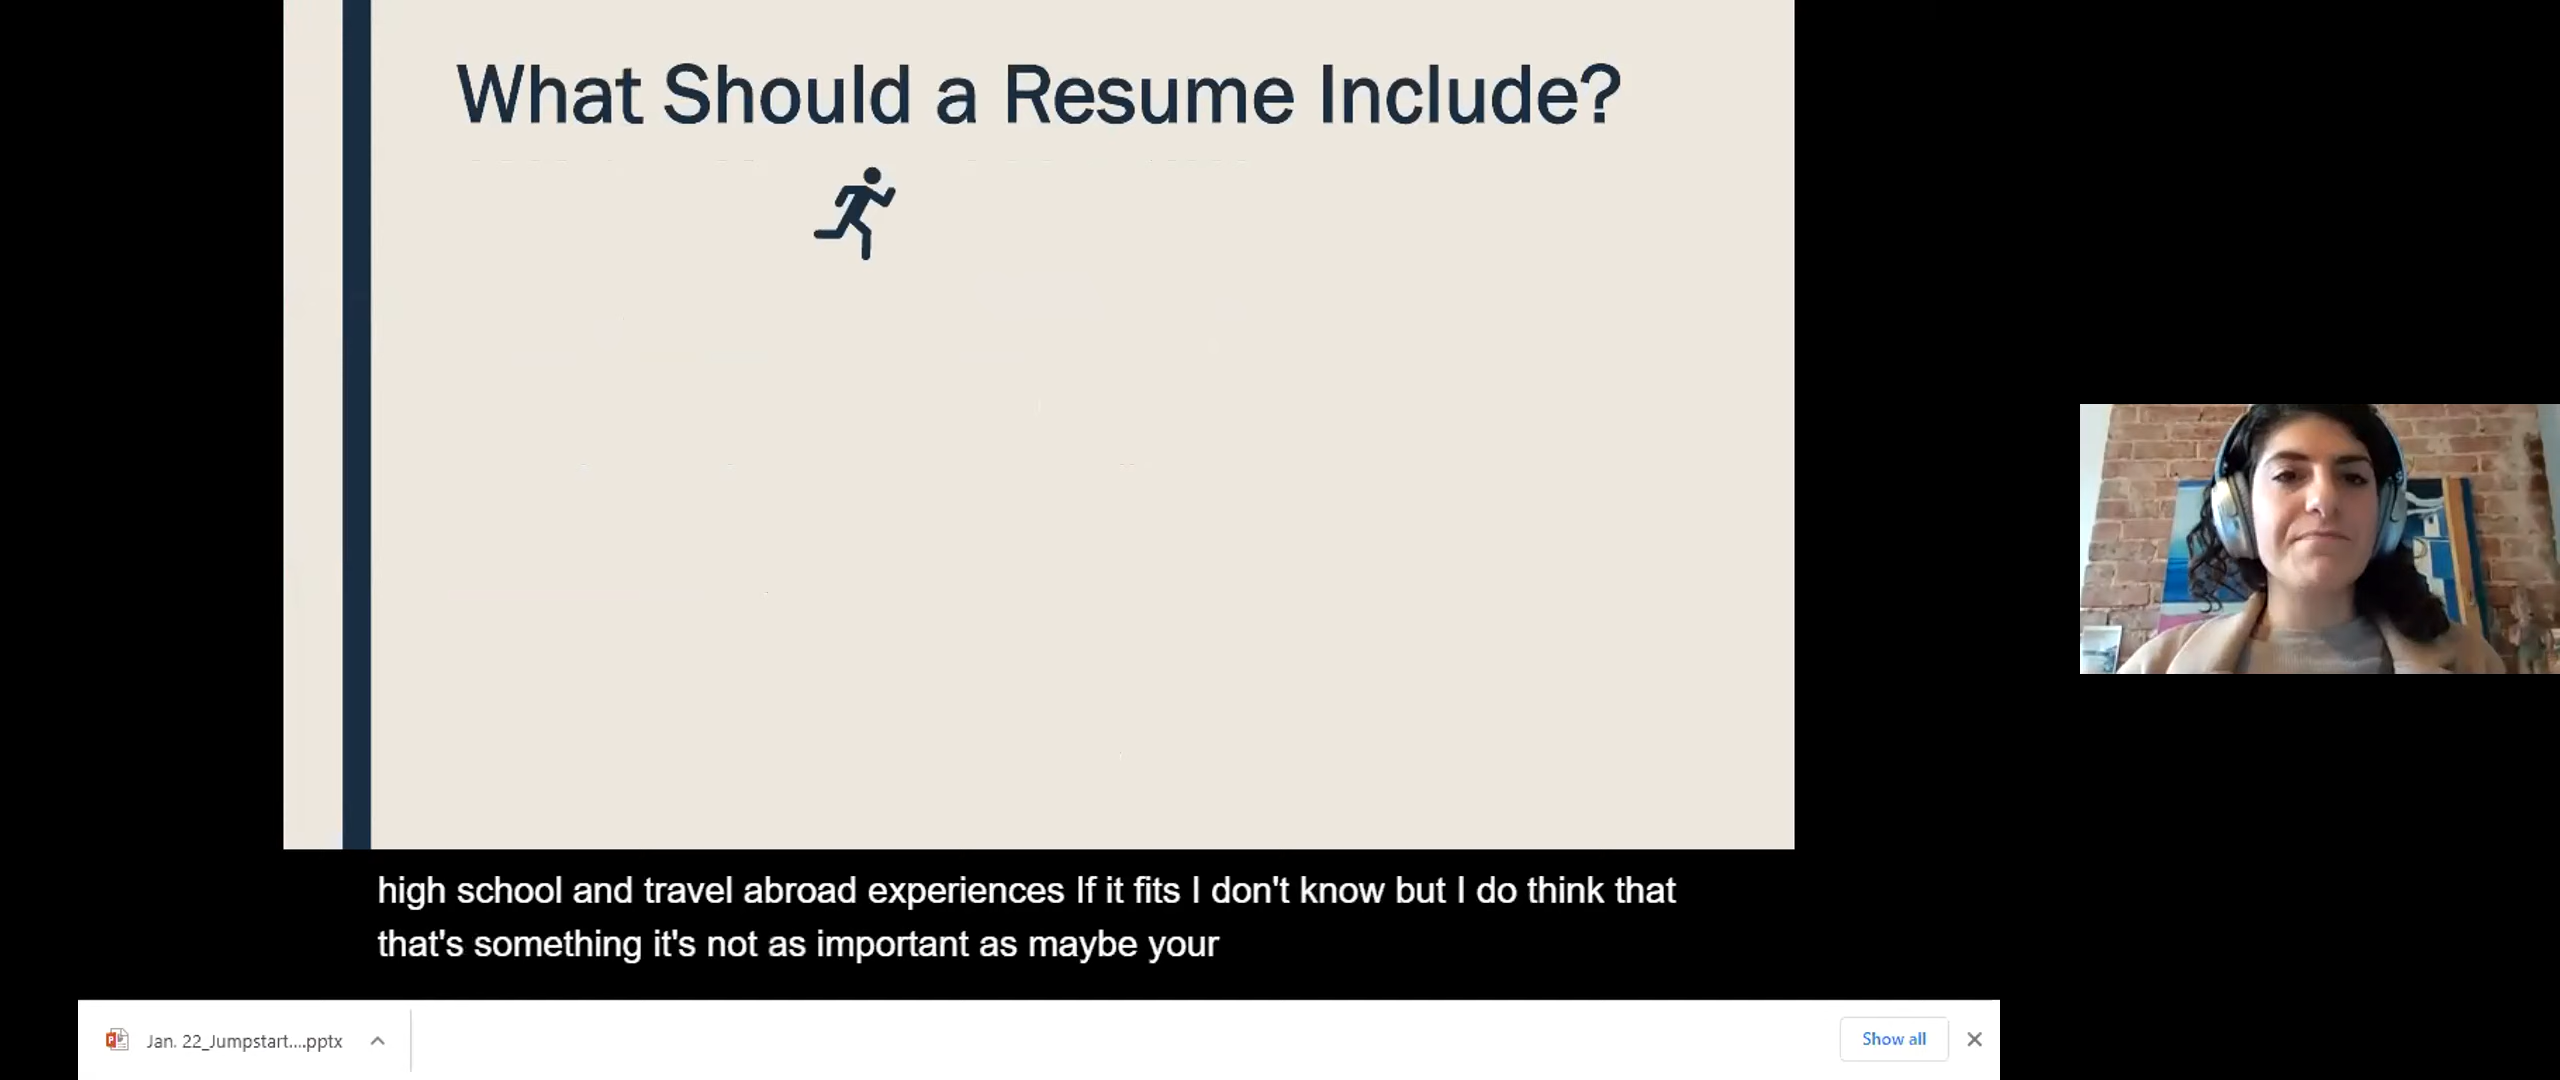 What Should a Resume Include?
high school and travel abroad experiences If it fits I don't know but I do think that
that's something it's not as important as maybe your
Jan. 22_Jumpstart....pptx
Show all